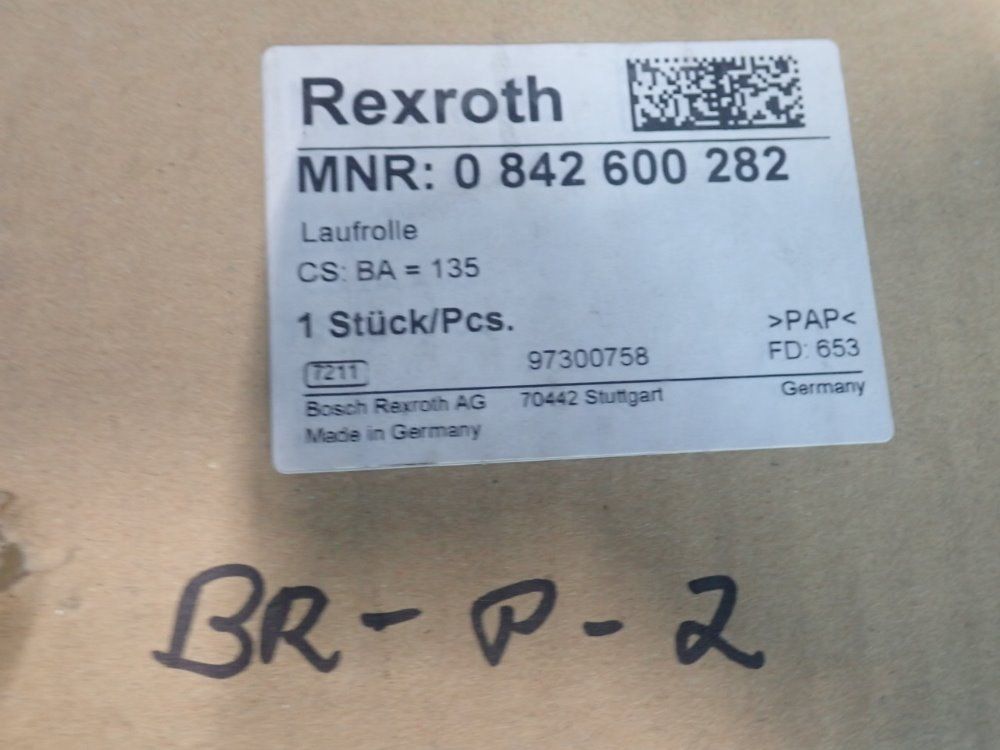 Rexroth
MNR: 0 842 600 282
Laufrolle
CS: BA = 135
1 Stück/Pcs. >PAP<
7211 97300758 FD: 653
Bosch Rexroth AG 70442 Stuttgart Germany
Made in Germany
BR - P - 2